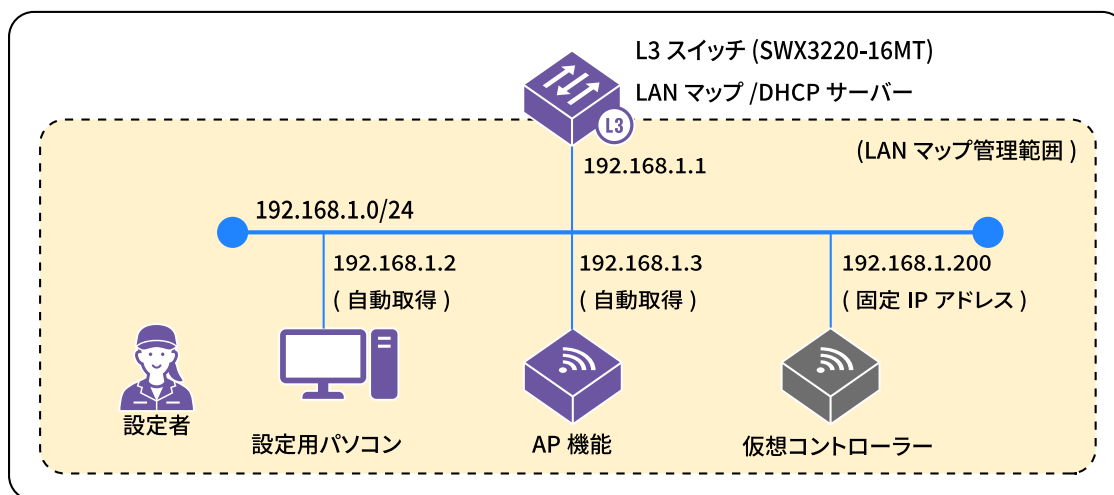 L3 スイッチ (SWX3220-16MT)
LAN マップ /DHCP サーバー
L3
(LAN マップ管理範囲 )
192.168.1.1
192.168.1.0/24
192.168.1.2
( 自動取得 )
192.168.1.3
( 自動取得 )
192.168.1.200
( 固定 IP アドレス )
設定者
設定用パソコン
AP 機能
仮想コントローラー